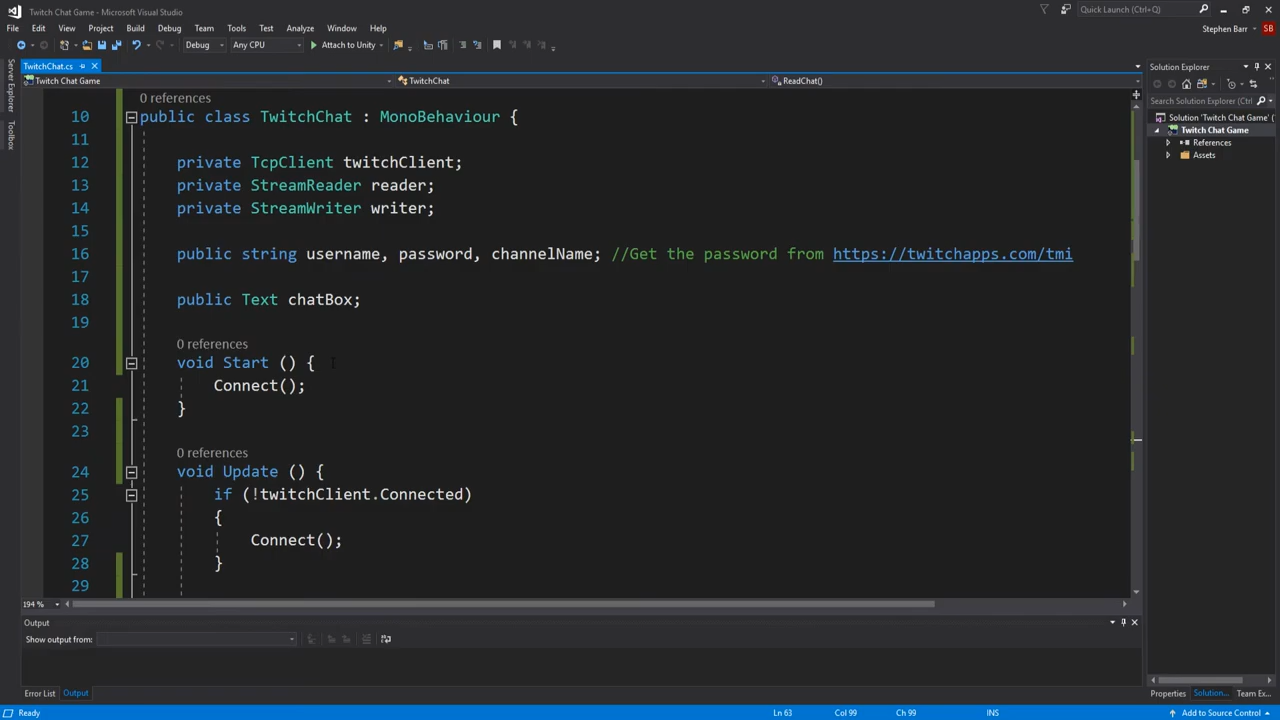 Twitch Chat Game - Microsoft Visual Studio
Quick Launch (Ctrl+Q)
File Edit View Project Build Debug Team Tools Test Analyze Window Help
Stephen Barr SB
Debug Any CPU Attach to Unity
TwitchChat.cs
Solution Explorer
Twitch Chat Game TwitchChat ReadChat()
Server Explorer
Toolbox
Search Solution Explorer (Ctrl
Solution 'Twitch Chat Game' (
Twitch Chat Game
References
Assets
0 references
10 public class TwitchChat : MonoBehaviour {
11
12 private TcpClient twitchClient;
13 private StreamReader reader;
14 private StreamWriter writer;
15
16 public string username, password, channelName; //Get the password from https://twitchapps.com/tmi
17
18 public Text chatBox;
19
0 references
20 void Start () {
21 Connect();
22 }
23
0 references
24 void Update () {
25 if (!twitchClient.Connected)
26 {
27 Connect();
28 }
29
194 %
Output
Show output from:
Error List Output
Properties Solution... Team Ex...
Ready Ln 63 Col 99 Ch 99 INS Add to Source Control